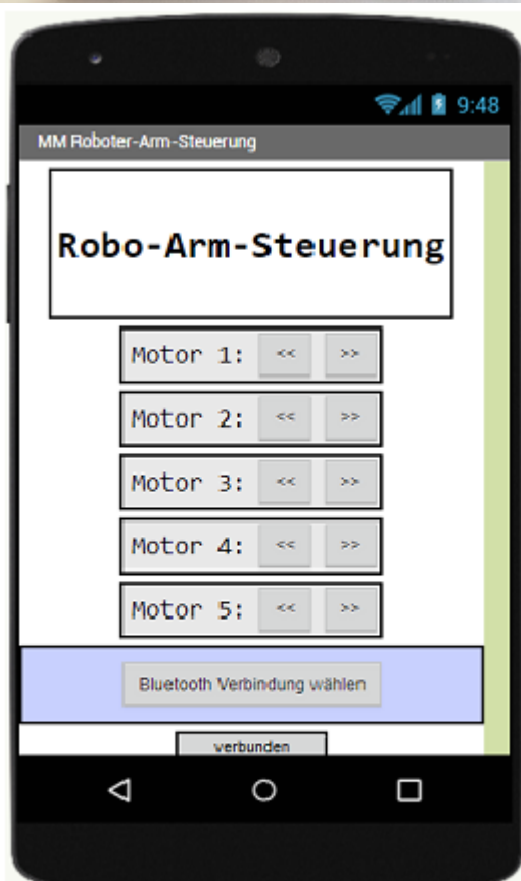 9:48
MM Roboter-Arm-Steuerung
Robo-Arm-Steuerung
Motor 1: << >>
Motor 2: << >>
Motor 3: << >>
Motor 4: << >>
Motor 5: << >>
Bluetooth Verbindung wählen
verbunden